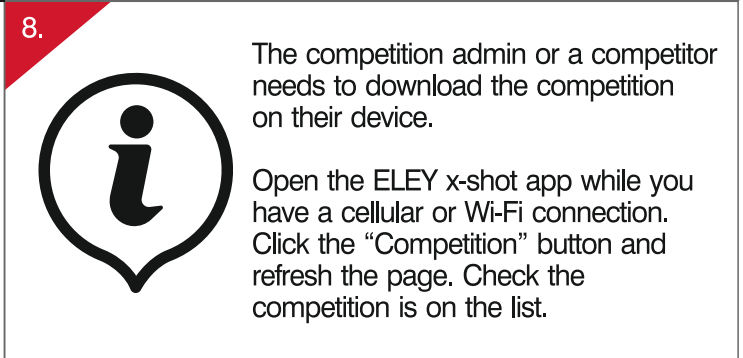 8.
The competition admin or a competitor
needs to download the competition
on their device.
Open the ELEY x-shot app while you
have a cellular or Wi-Fi connection.
Click the “Competition” button and
refresh the page. Check the
competition is on the list.